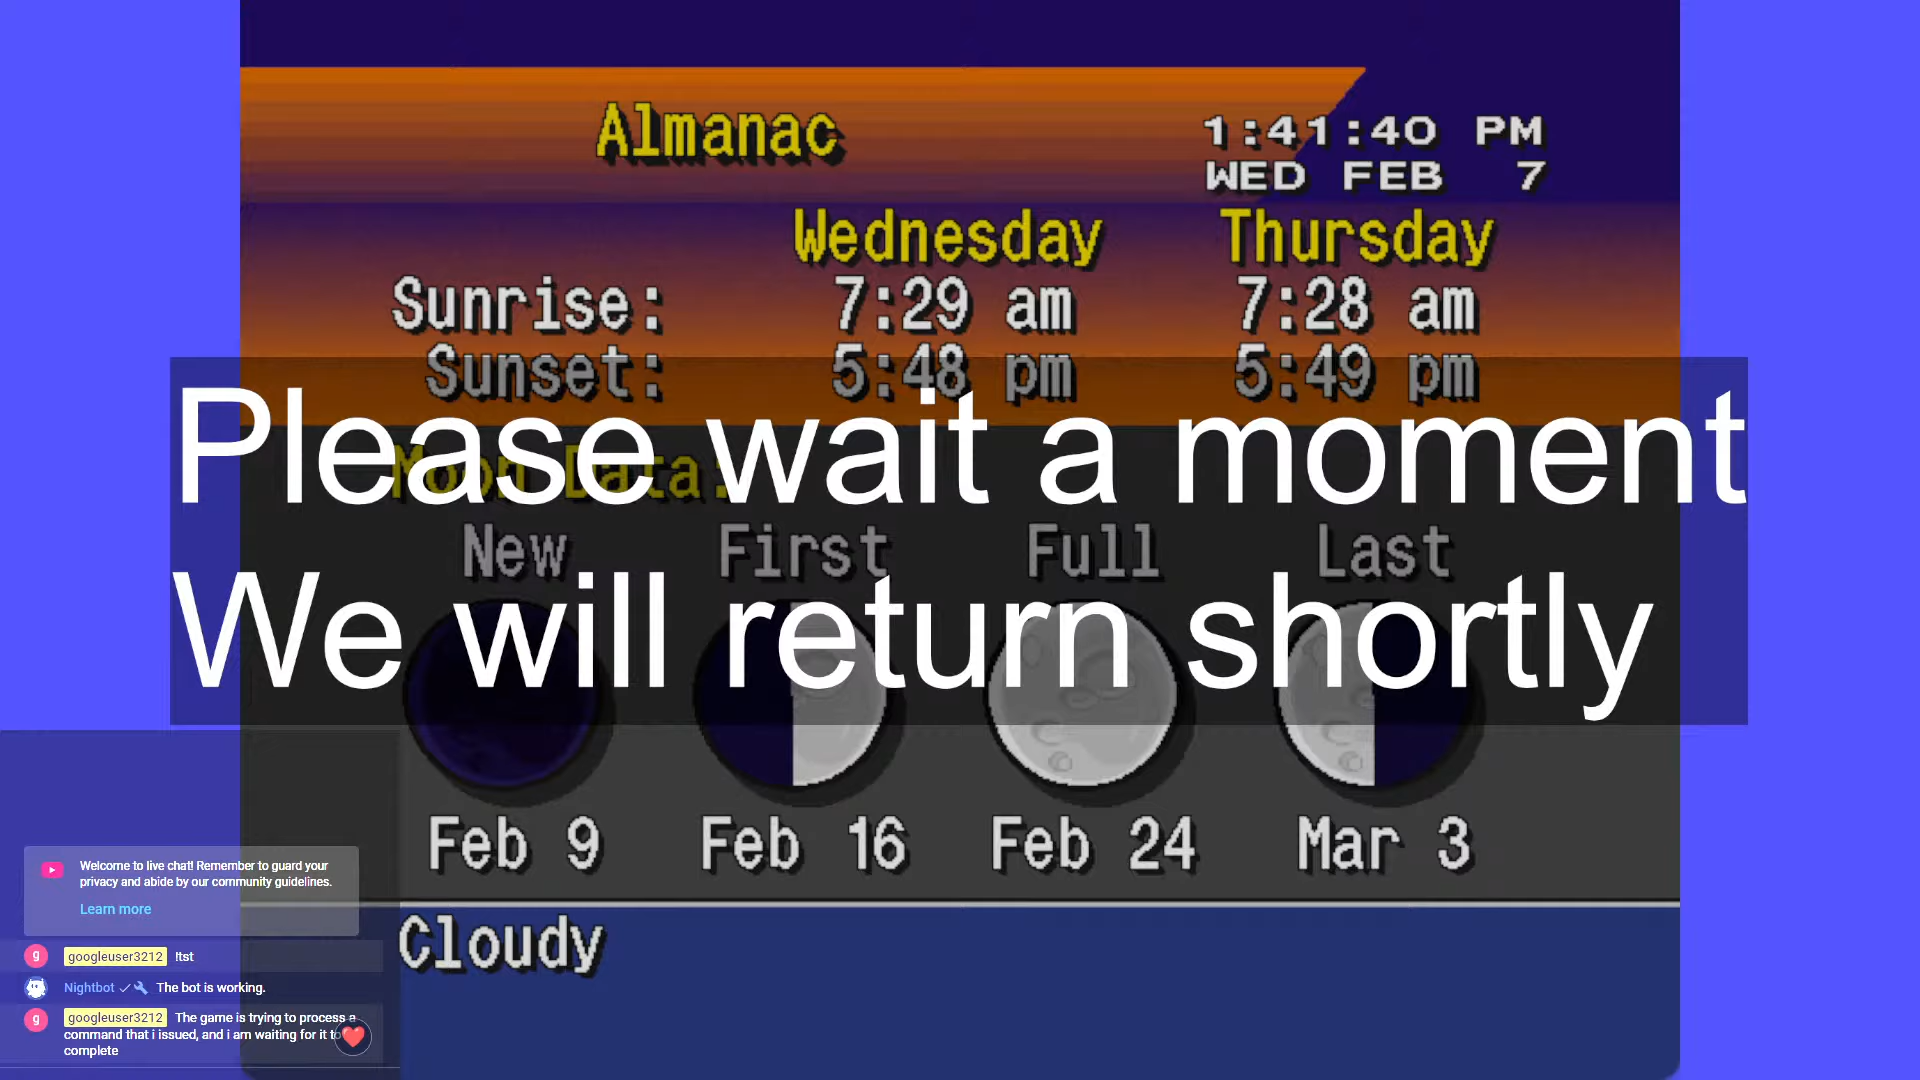 Almanac
1:41:40 PM
WED FEB 7
Wednesday Thursday
Sunrise: 7:29 am 7:28 am
Sunset: 5:48 pm 5:49 pm
Please wait a moment
Moon Data:
New First Full Last
We will return shortly
Feb 9 Feb 16 Feb 24 Mar 3
Cloudy
Welcome to live chat! Remember to guard your
privacy and abide by our community guidelines.
Learn more
g googleuser3212 !tst
Nightbot The bot is working.
g googleuser3212 The game is trying to process a
command that i issued, and i am waiting for it to
complete